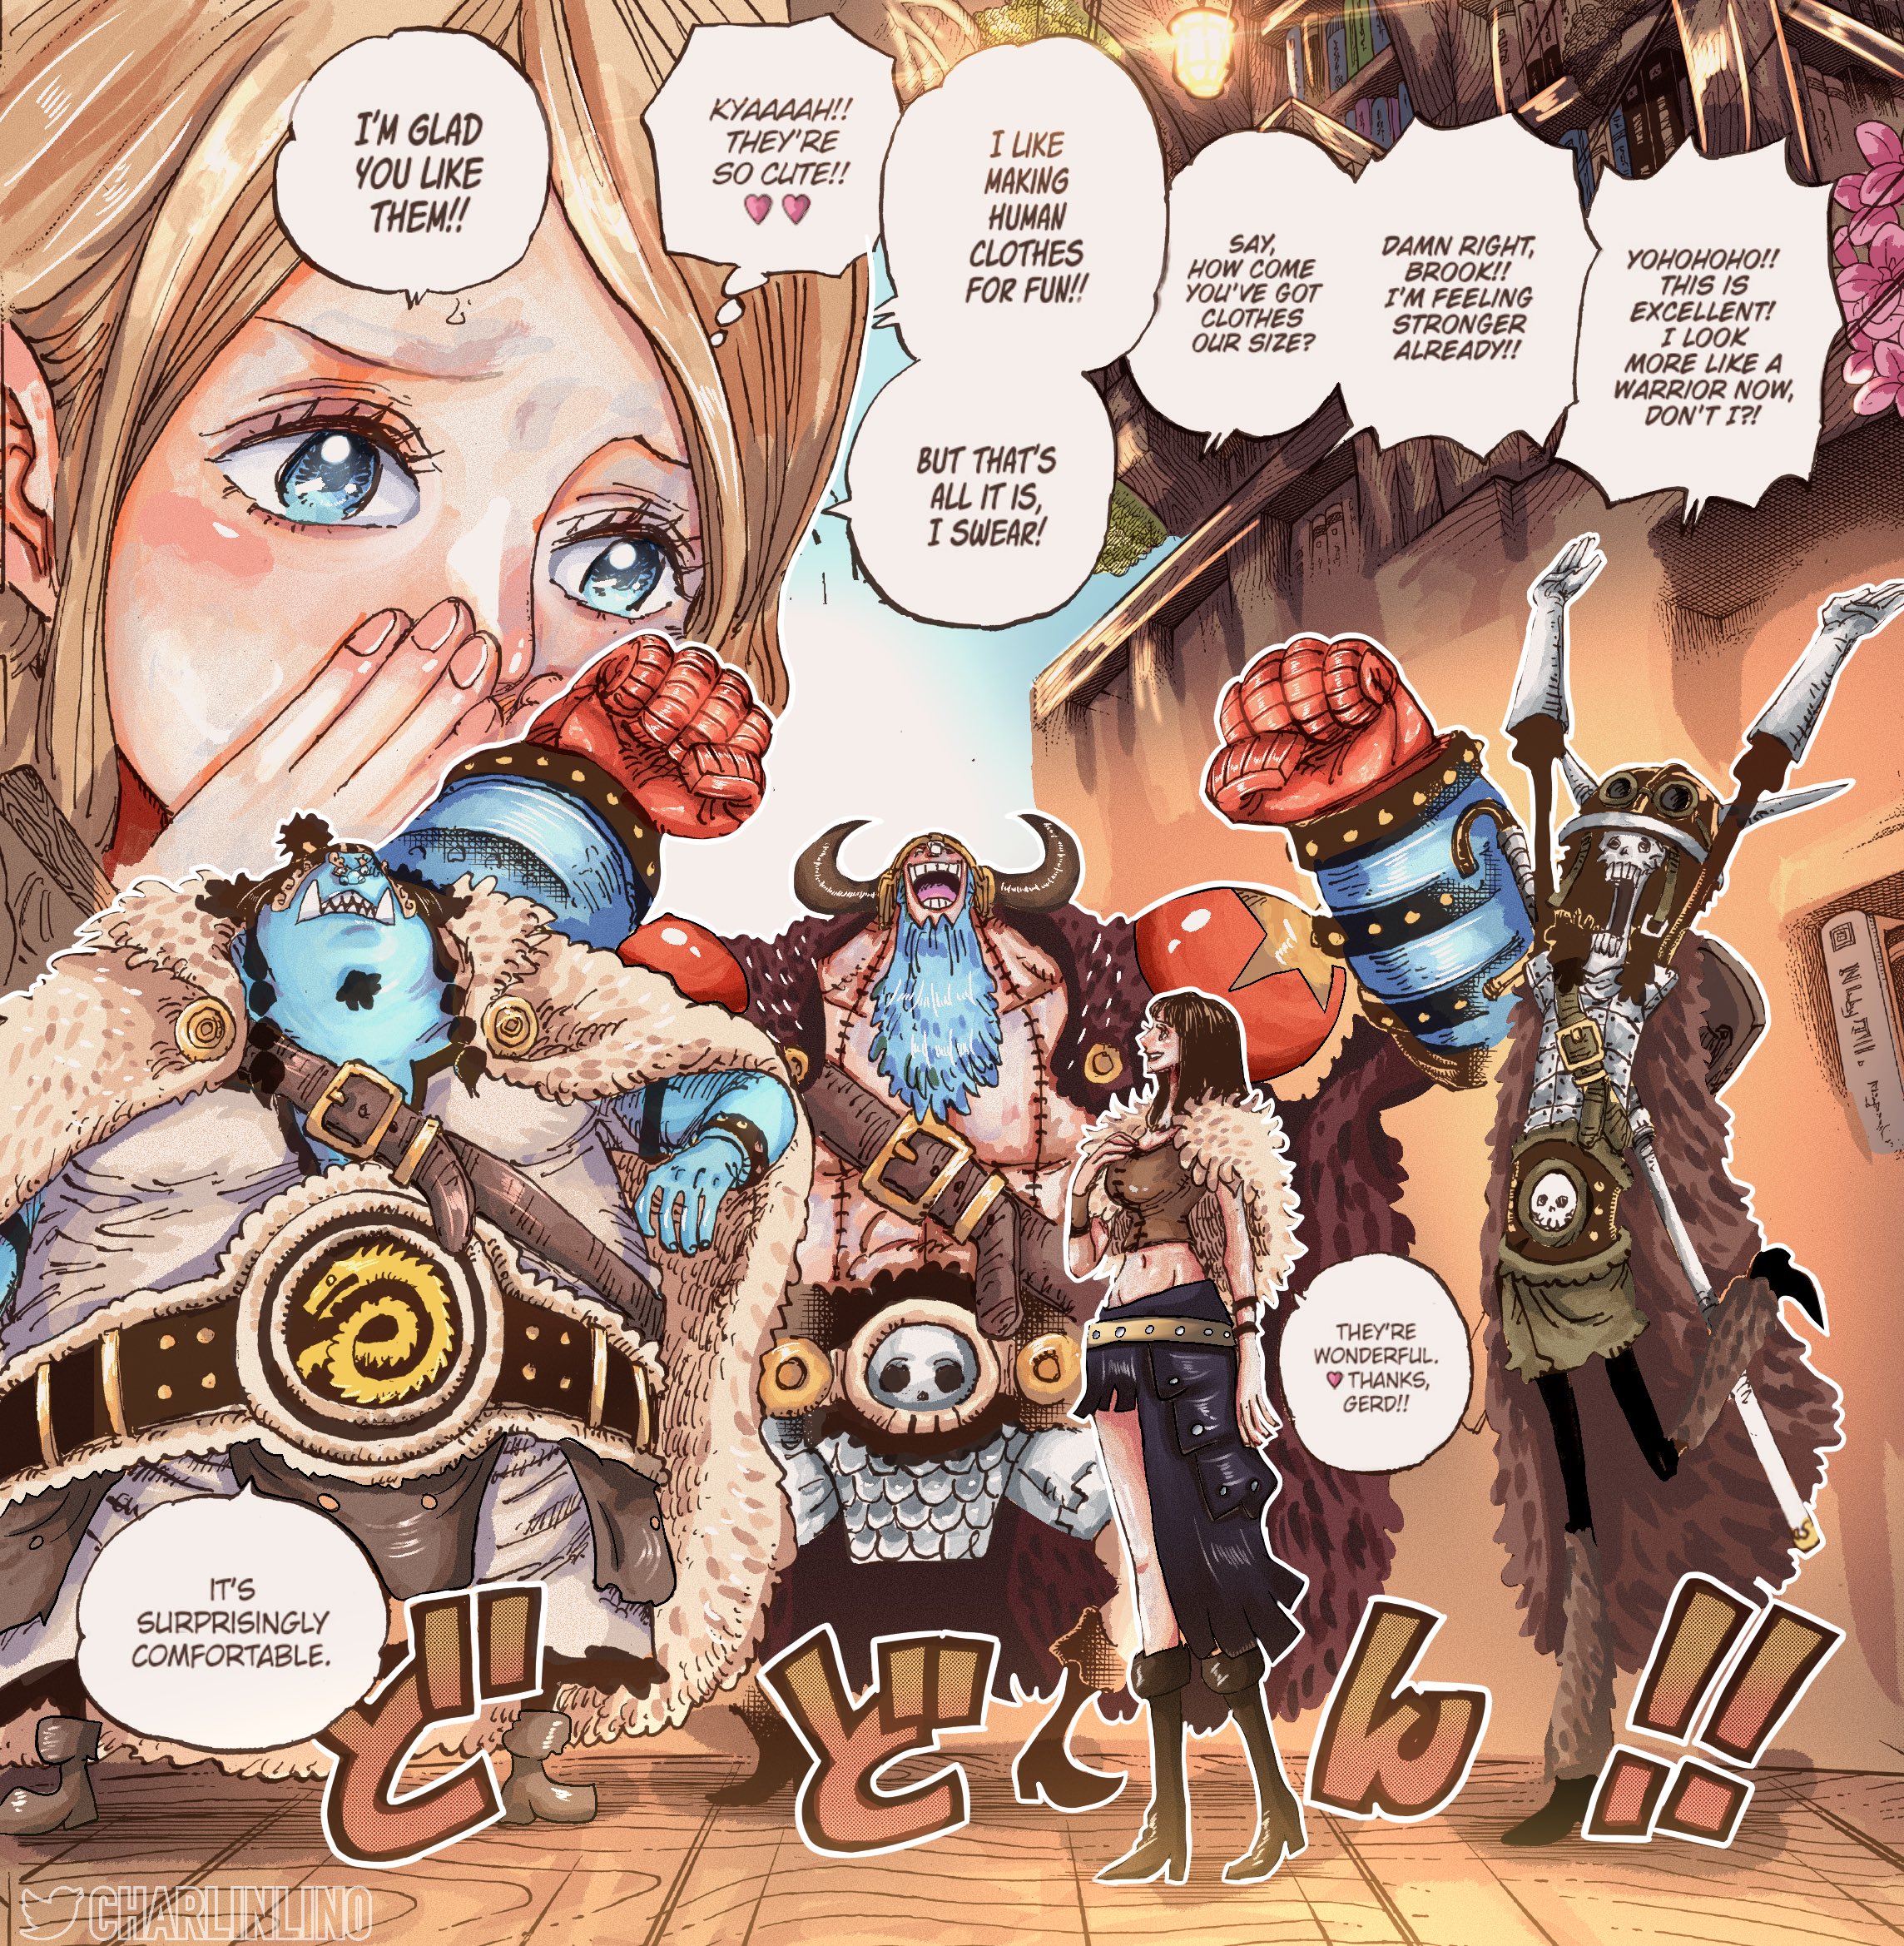 YOHOHOHO!!
THIS IS
EXCELLENT!
I LOOK
MORE LIKE A
WARRIOR NOW,
DON'T I?!
DAMN RIGHT,
BROOK!!
I'M FEELING
STRONGER
ALREADY!!
SAY,
HOW COME
YOU'VE GOT
CLOTHES
OUR SIZE?
I LIKE
MAKING
HUMAN
CLOTHES
FOR FUN!!
BUT THAT'S
ALL IT IS,
I SWEAR!
KYAAAAH!!
THEY'RE
SO CUTE!!
♥ ♥
I'M GLAD
YOU LIKE
THEM!!
THEY'RE
WONDERFUL.
♥ THANKS,
GERD!!
IT'S
SURPRISINGLY
COMFORTABLE.
どどん!!
CHARLINLINO